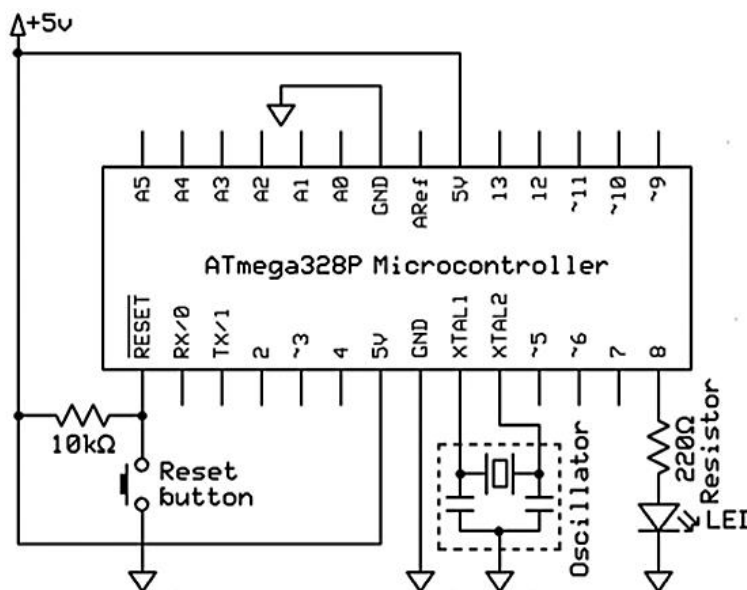 +5v
A5
A4
A3
A2
A1
A0
GND
ARef
5V
13
12
~11
~10
~9
ATmega328P Microcontroller
RESET
RX/0
TX/1
2
~3
4
5V
GND
XTAL1
XTAL2
~5
~6
7
8
10kΩ
Reset
button
Oscillator
220Ω
Resistor
LED